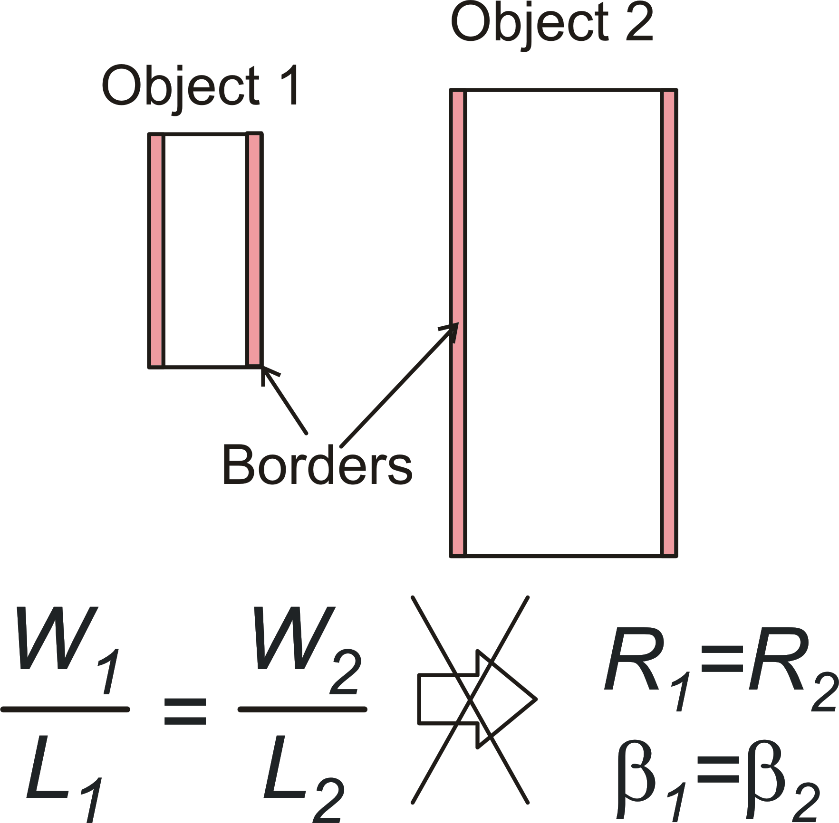 Object 1
Object 2
Borders
W₁/L₁ = W₂/L₂
R₁=R₂
β₁=β₂